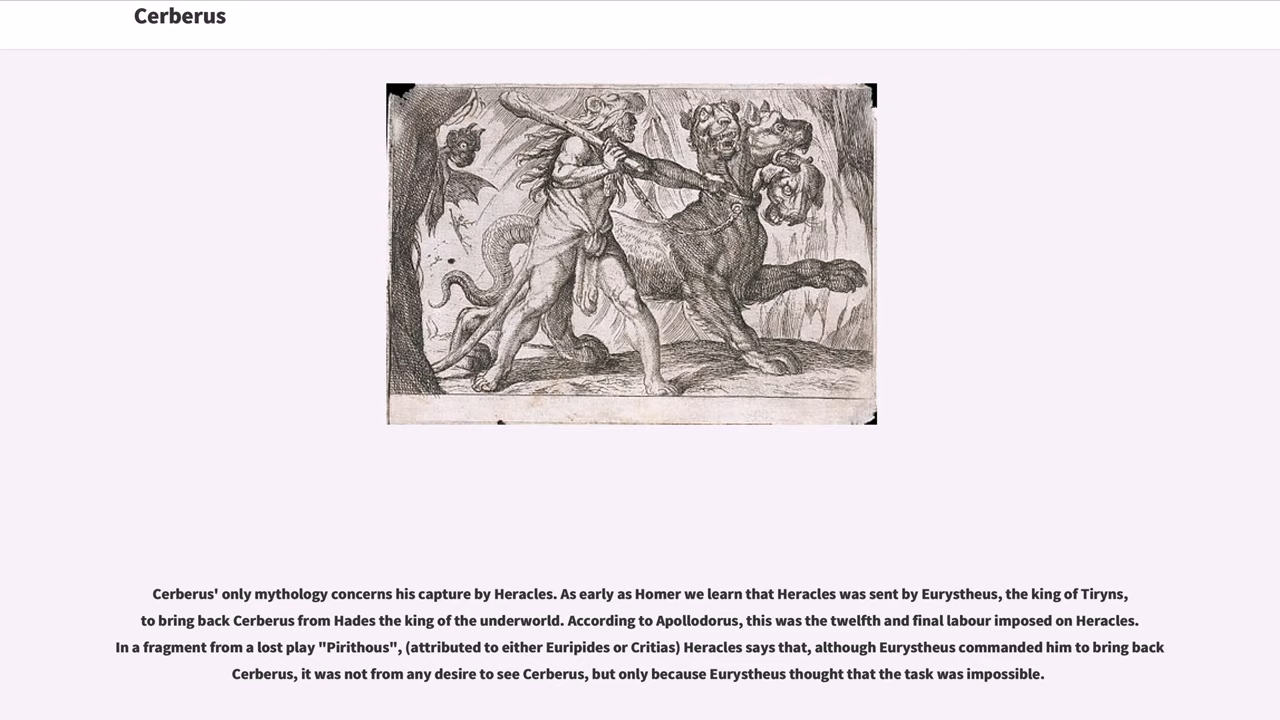 Cerberus
Cerberus' only mythology concerns his capture by Heracles. As early as Homer we learn that Heracles was sent by Eurystheus, the king of Tiryns,
to bring back Cerberus from Hades the king of the underworld. According to Apollodorus, this was the twelfth and final labour imposed on Heracles.
In a fragment from a lost play "Pirithous", (attributed to either Euripides or Critias) Heracles says that, although Eurystheus commanded him to bring back
Cerberus, it was not from any desire to see Cerberus, but only because Eurystheus thought that the task was impossible.